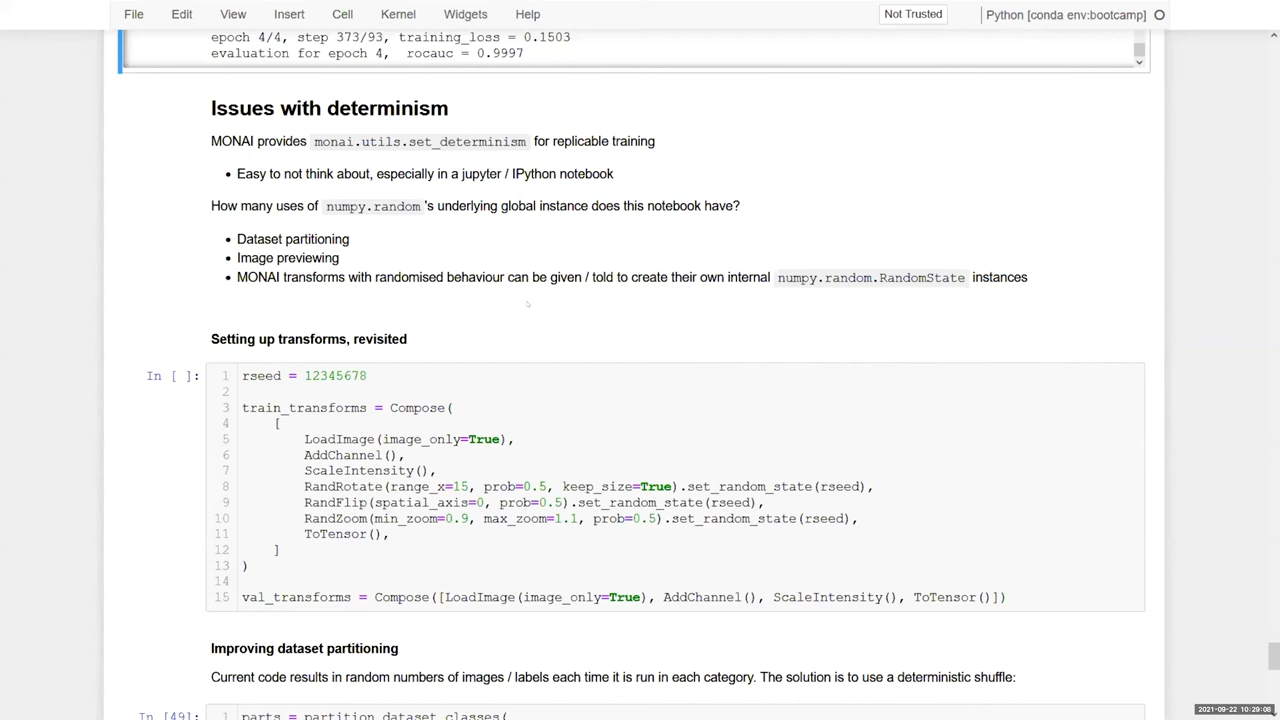 File Edit View Insert Cell Kernel Widgets Help Not Trusted Python [conda env:bootcamp]
epoch 4/4, step 373/93, training_loss = 0.1503
evaluation for epoch 4,  rocauc = 0.9997
Issues with determinism
MONAI provides monai.utils.set_determinism for replicable training
• Easy to not think about, especially in a jupyter / IPython notebook
How many uses of numpy.random 's underlying global instance does this notebook have?
• Dataset partitioning
• Image previewing
• MONAI transforms with randomised behaviour can be given / told to create their own internal numpy.random.RandomState instances
Setting up transforms, revisited
In [ ]: 1 rseed = 12345678
2
3 train_transforms = Compose(
4     [
5         LoadImage(image_only=True),
6         AddChannel(),
7         ScaleIntensity(),
8         RandRotate(range_x=15, prob=0.5, keep_size=True).set_random_state(rseed),
9         RandFlip(spatial_axis=0, prob=0.5).set_random_state(rseed),
10         RandZoom(min_zoom=0.9, max_zoom=1.1, prob=0.5).set_random_state(rseed),
11         ToTensor(),
12     ]
13 )
14
15 val_transforms = Compose([LoadImage(image_only=True), AddChannel(), ScaleIntensity(), ToTensor()])
Improving dataset partitioning
Current code results in random numbers of images / labels each time it is run in each category. The solution is to use a deterministic shuffle:
In [49]: 1 parts = partition_dataset_classes(
2021-09-22 10:29:08